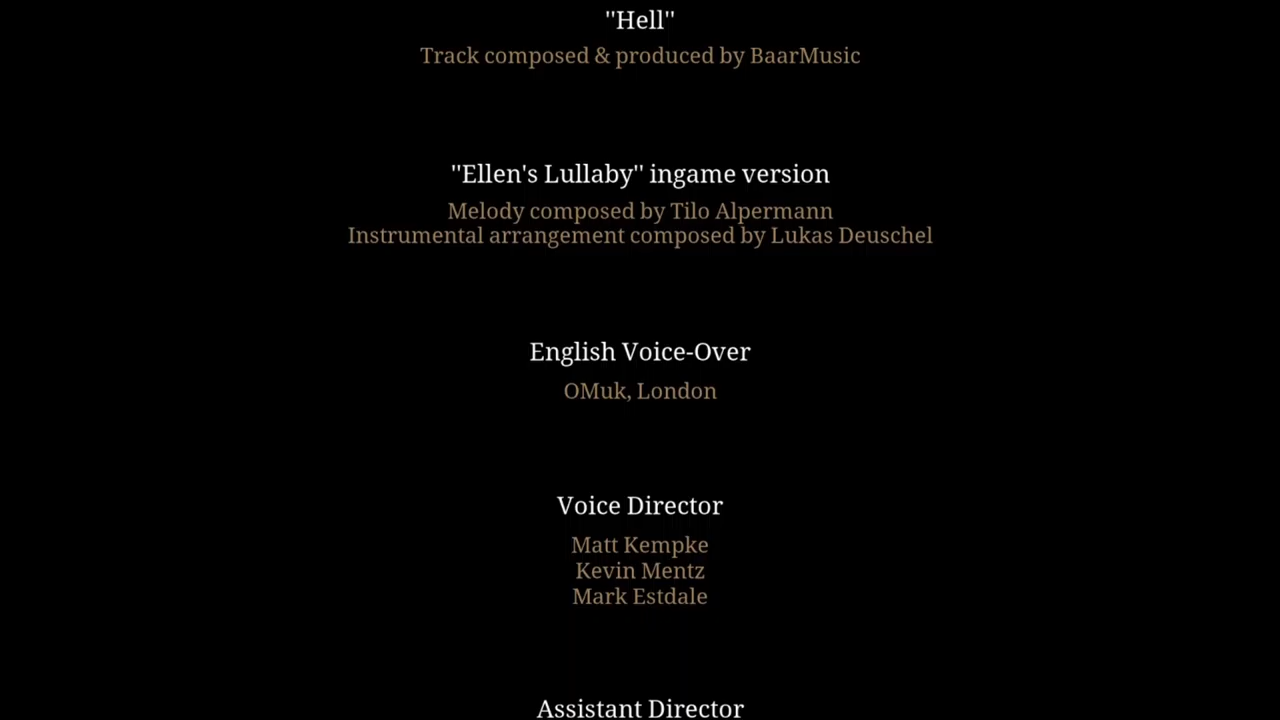 "Hell"
Track composed & produced by BaarMusic
"Ellen's Lullaby" ingame version
Melody composed by Tilo Alpermann
Instrumental arrangement composed by Lukas Deuschel
English Voice-Over
OMuk, London
Voice Director
Matt Kempke
Kevin Mentz
Mark Estdale
Assistant Director